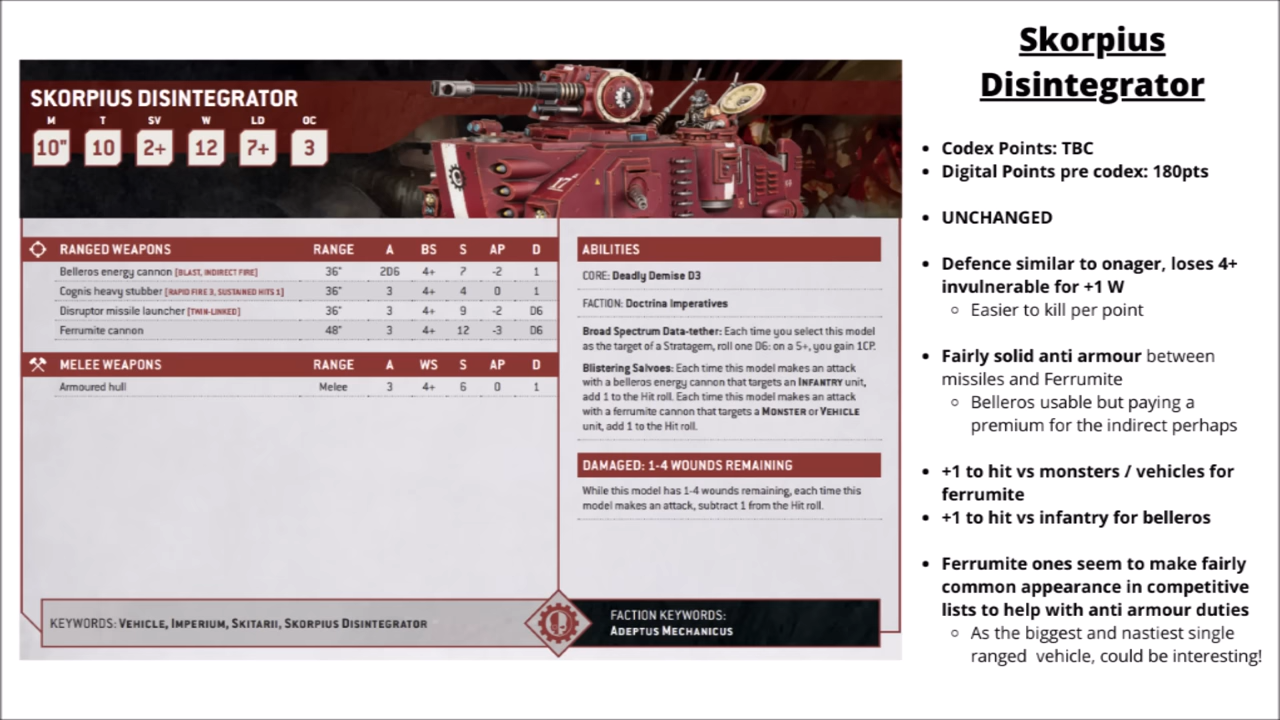 SKORPIUS DISINTEGRATOR
M T SV W LD OC
10" 10 2+ 12 7+ 3
RANGED WEAPONS RANGE A BS S AP D
Belleros energy cannon [BLAST, INDIRECT FIRE] 36" 2D6 4+ 7 -2 1
Cognis heavy stubber [RAPID FIRE 3, SUSTAINED HITS 1] 36" 3 4+ 4 0 1
Disruptor missile launcher [TWIN-LINKED] 36" 3 4+ 9 -2 D6
Ferrumite cannon 48" 3 4+ 12 -3 D6
MELEE WEAPONS RANGE A WS S AP D
Armoured hull Melee 3 4+ 6 0 1
ABILITIES
CORE: Deadly Demise D3
FACTION: Doctrina Imperatives
Broad Spectrum Data-tether: Each time you select this model
as the target of a Stratagem, roll one D6: on a 5+, you gain 1CP.
Blistering Salvoes: Each time this model makes an attack
with a belleros energy cannon that targets an INFANTRY unit,
add 1 to the Hit roll. Each time this model makes an attack
with a ferrumite cannon that targets a MONSTER or VEHICLE
unit, add 1 to the Hit roll.
DAMAGED: 1-4 WOUNDS REMAINING
While this model has 1-4 wounds remaining, each time this
model makes an attack, subtract 1 from the Hit roll.
KEYWORDS: VEHICLE, IMPERIUM, SKITARII, SKORPIUS DISINTEGRATOR
FACTION KEYWORDS:
ADEPTUS MECHANICUS
Skorpius
Disintegrator
• Codex Points: TBC
• Digital Points pre codex: 180pts
• UNCHANGED
• Defence similar to onager, loses 4+
invulnerable for +1 W
○ Easier to kill per point
• Fairly solid anti armour between
missiles and Ferrumite
○ Belleros usable but paying a
premium for the indirect perhaps
• +1 to hit vs monsters / vehicles for
ferrumite
• +1 to hit vs infantry for belleros
• Ferrumite ones seem to make fairly
common appearance in competitive
lists to help with anti armour duties
○ As the biggest and nastiest single
ranged vehicle, could be interesting!